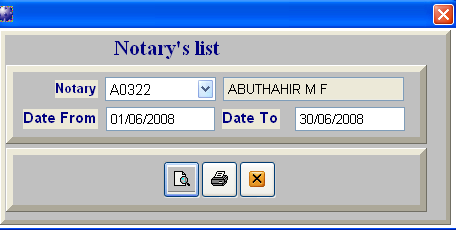 Notary's list
Notary A0322 ABUTHAHIR M F
Date From 01/06/2008 Date To 30/06/2008